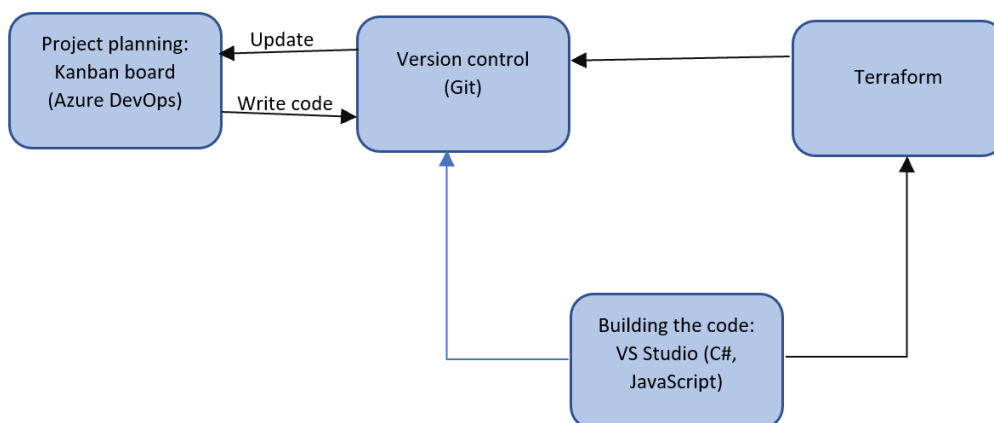 Project planning:
Kanban board
(Azure DevOps)
Update
Write code
Version control
(Git)
Terraform
Building the code:
VS Studio (C#,
JavaScript)